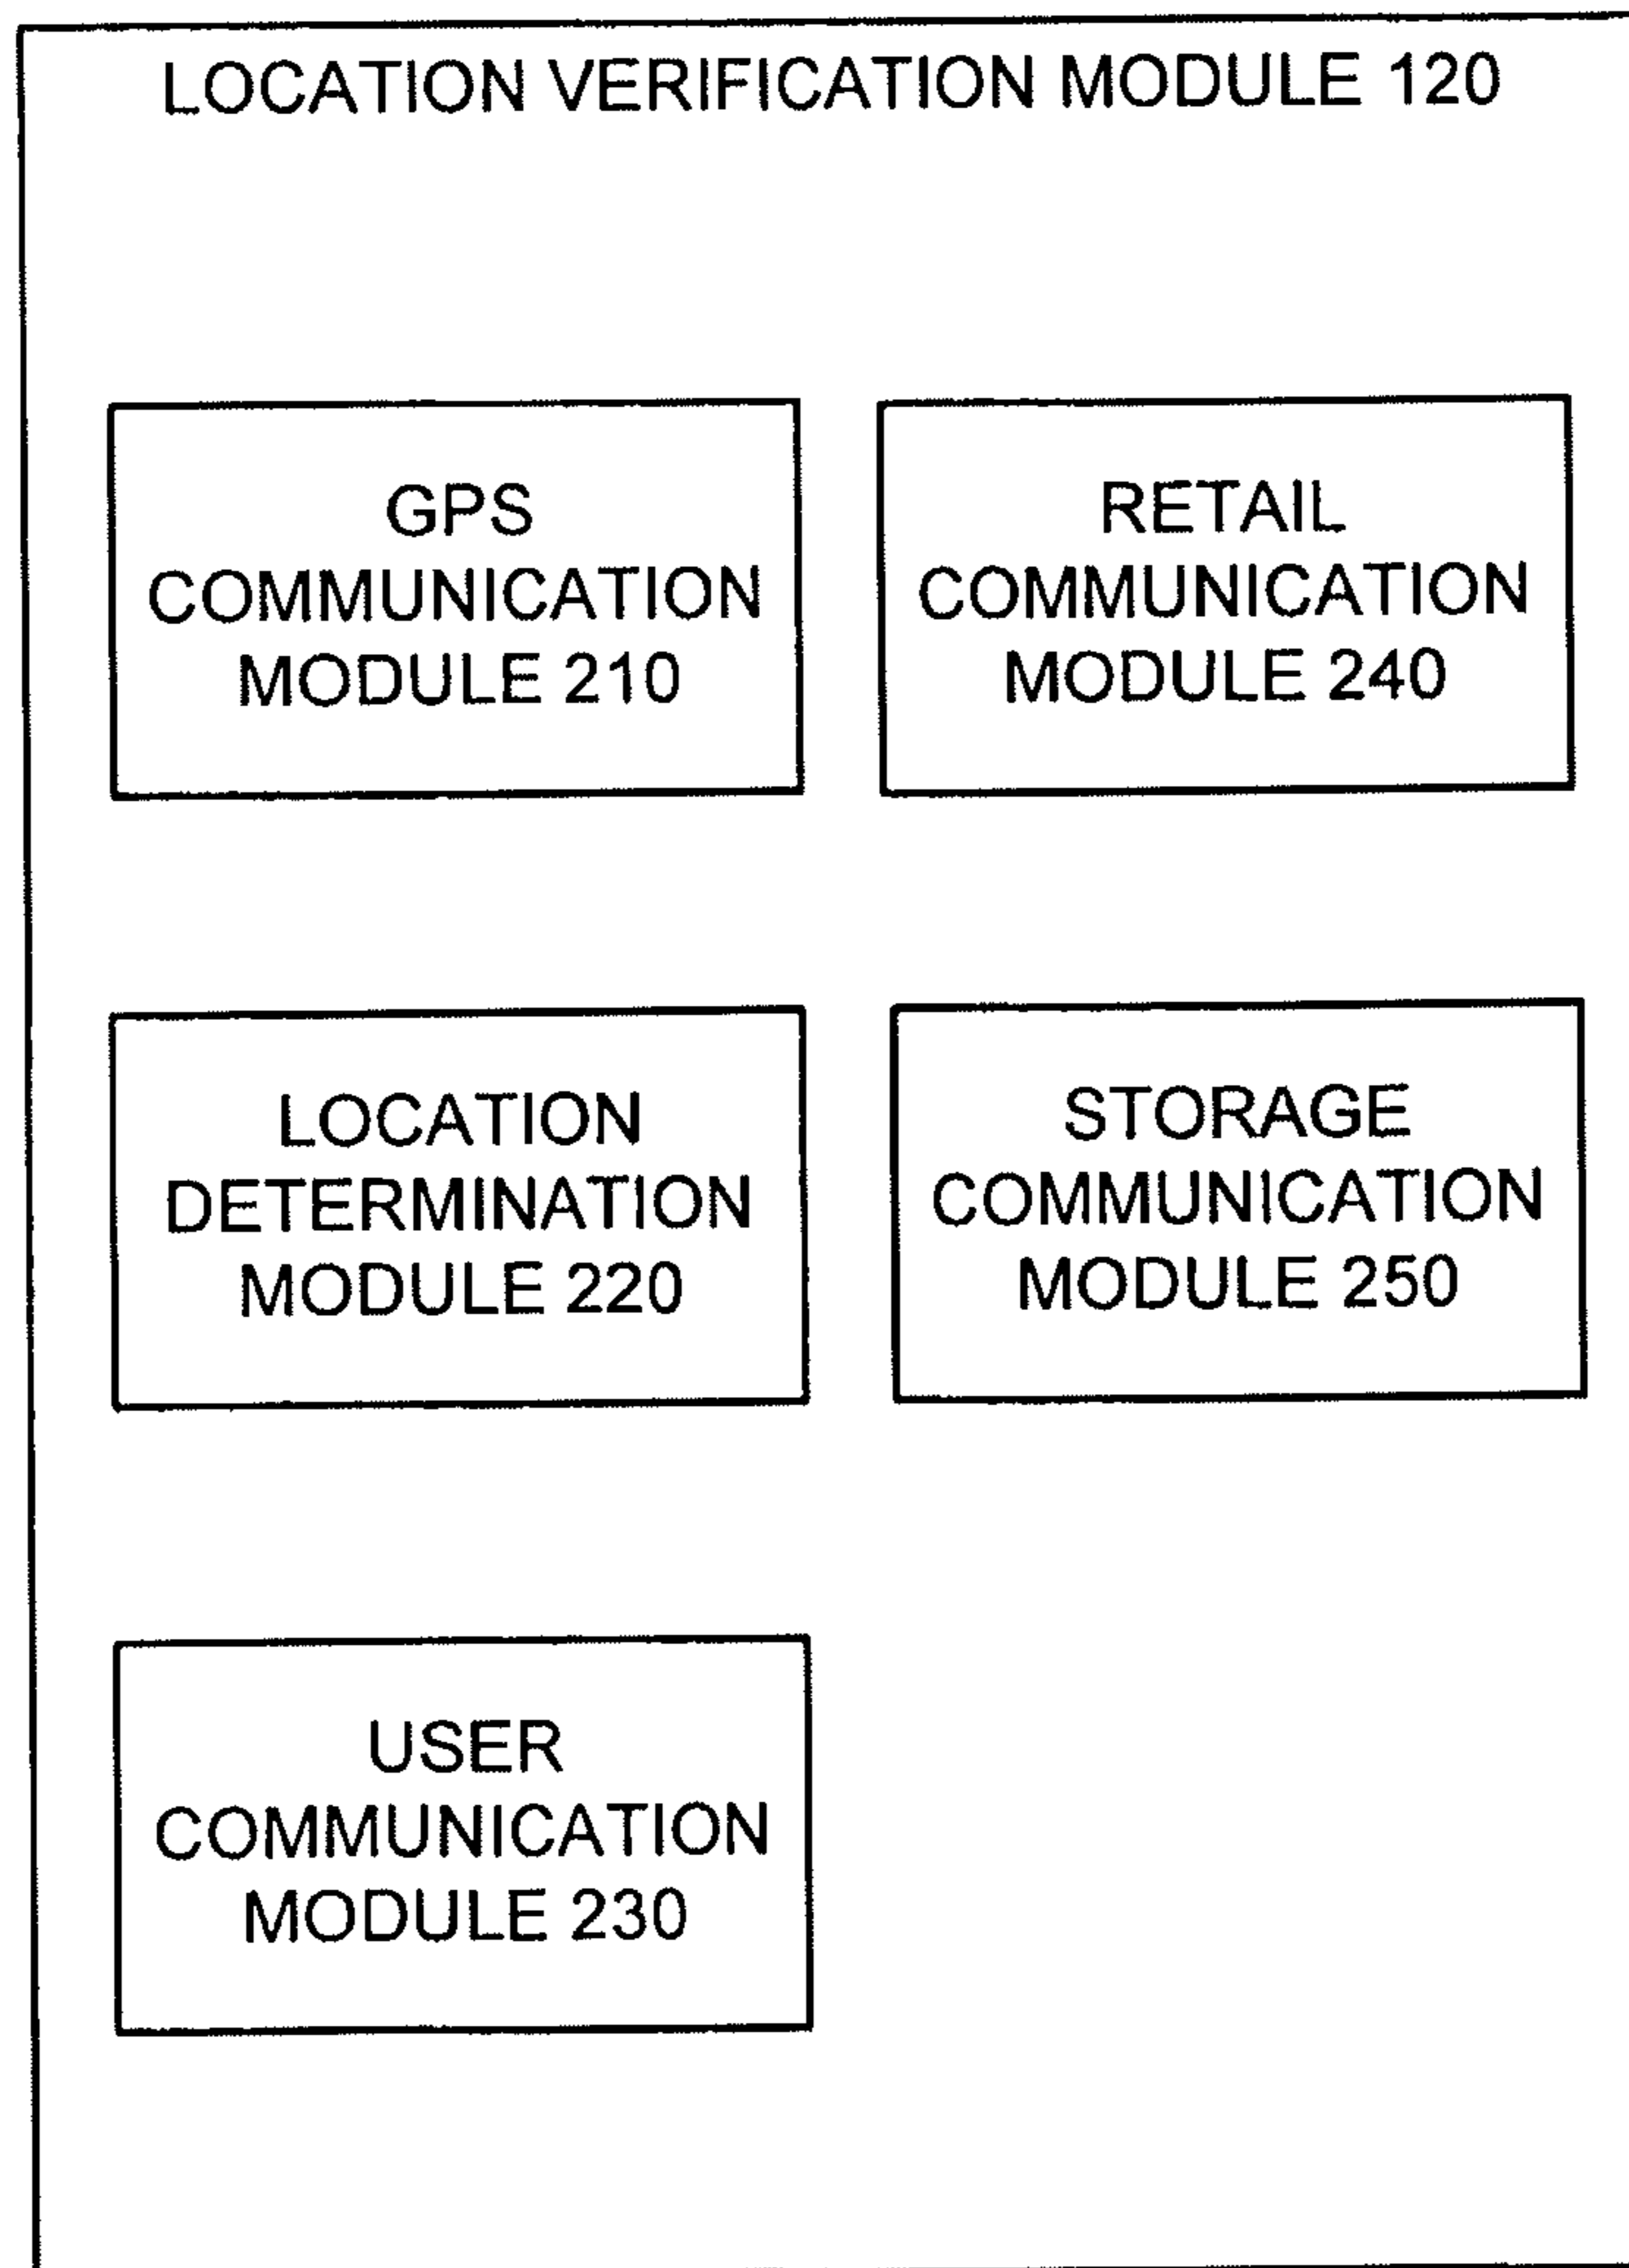 LOCATION VERIFICATION MODULE 120
GPS
COMMUNICATION
MODULE 210
RETAIL
COMMUNICATION
MODULE 240
LOCATION
DETERMINATION
MODULE 220
STORAGE
COMMUNICATION
MODULE 250
USER
COMMUNICATION
MODULE 230